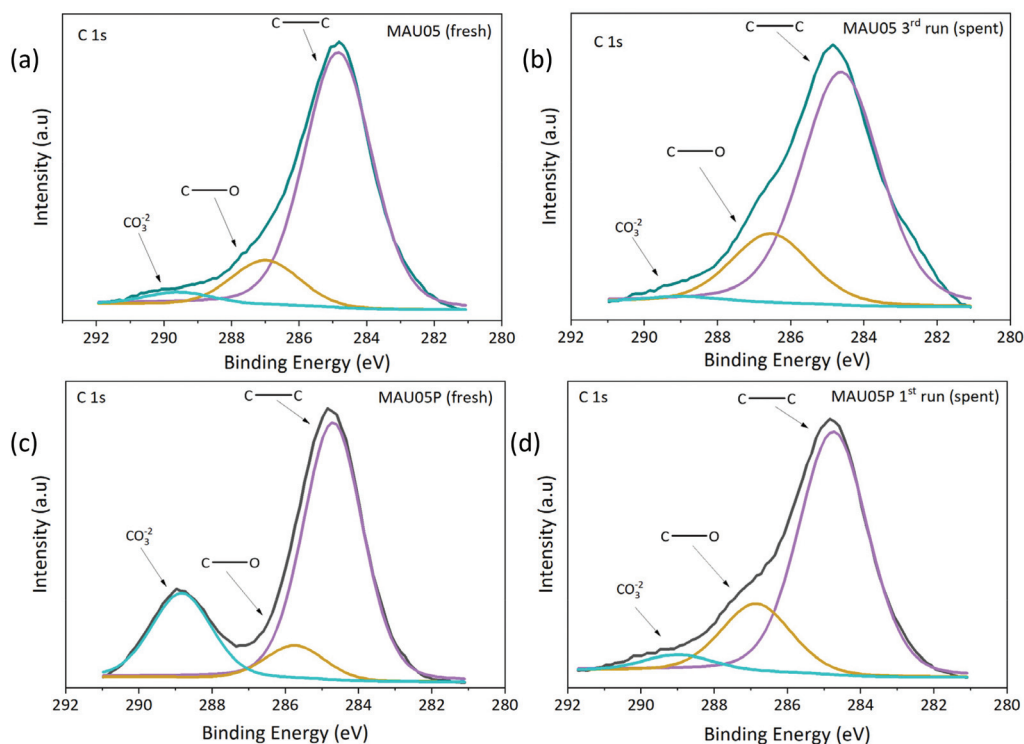 (a)
C 1s
C—C
MAU05 (fresh)
C—O
CO₃⁻²
Intensity (a.u)
292 290 288 286 284 282 280
Binding Energy (eV)
(b)
C 1s
C—C
MAU05 3ʳᵈ run (spent)
C—O
CO₃⁻²
Intensity (a.u)
292 290 288 286 284 282 280
Binding Energy (eV)
(c)
C 1s
C—C
MAU05P (fresh)
CO₃⁻²
C—O
Intensity (a.u)
292 290 288 286 284 282 280
Binding Energy (eV)
(d)
C 1s
C—C
MAU05P 1ˢᵗ run (spent)
C—O
CO₃⁻²
Intensity (a.u)
292 290 288 286 284 282 280
Binding Energy (eV)